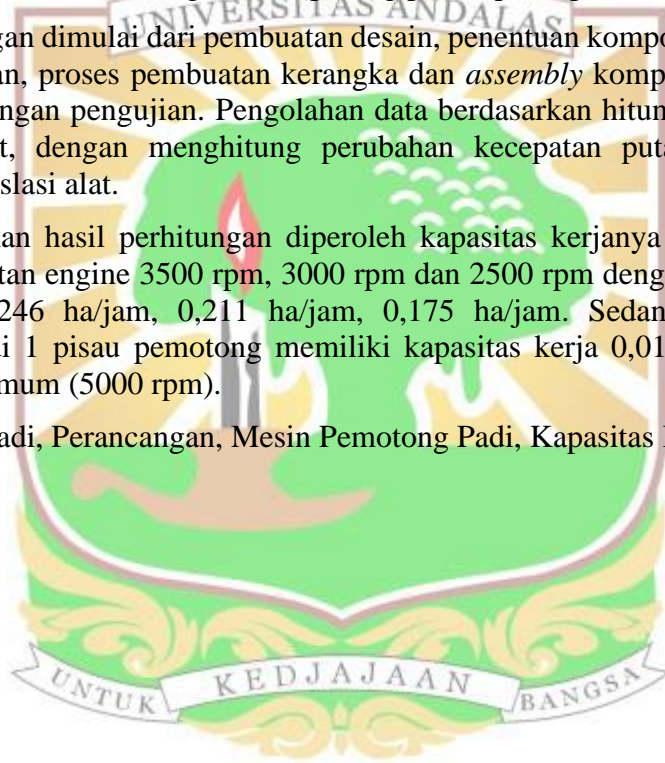 UNIVERSITAS ANDALAS
gan dimulai dari pembuatan desain, penentuan kompo
an, proses pembuatan kerangka dan assembly komp
ngan pengujian. Pengolahan data berdasarkan hitun
t, dengan menghitung perubahan kecepatan puta
slasi alat.
kan hasil perhitungan diperoleh kapasitas kerjanya
tan engine 3500 rpm, 3000 rpm dan 2500 rpm deng
246 ha/jam, 0,211 ha/jam, 0,175 ha/jam. Sedan
di 1 pisau pemotong memiliki kapasitas kerja 0,01
mum (5000 rpm).
adi, Perancangan, Mesin Pemotong Padi, Kapasitas
UNTUK KEDJAJAAN BANGSA